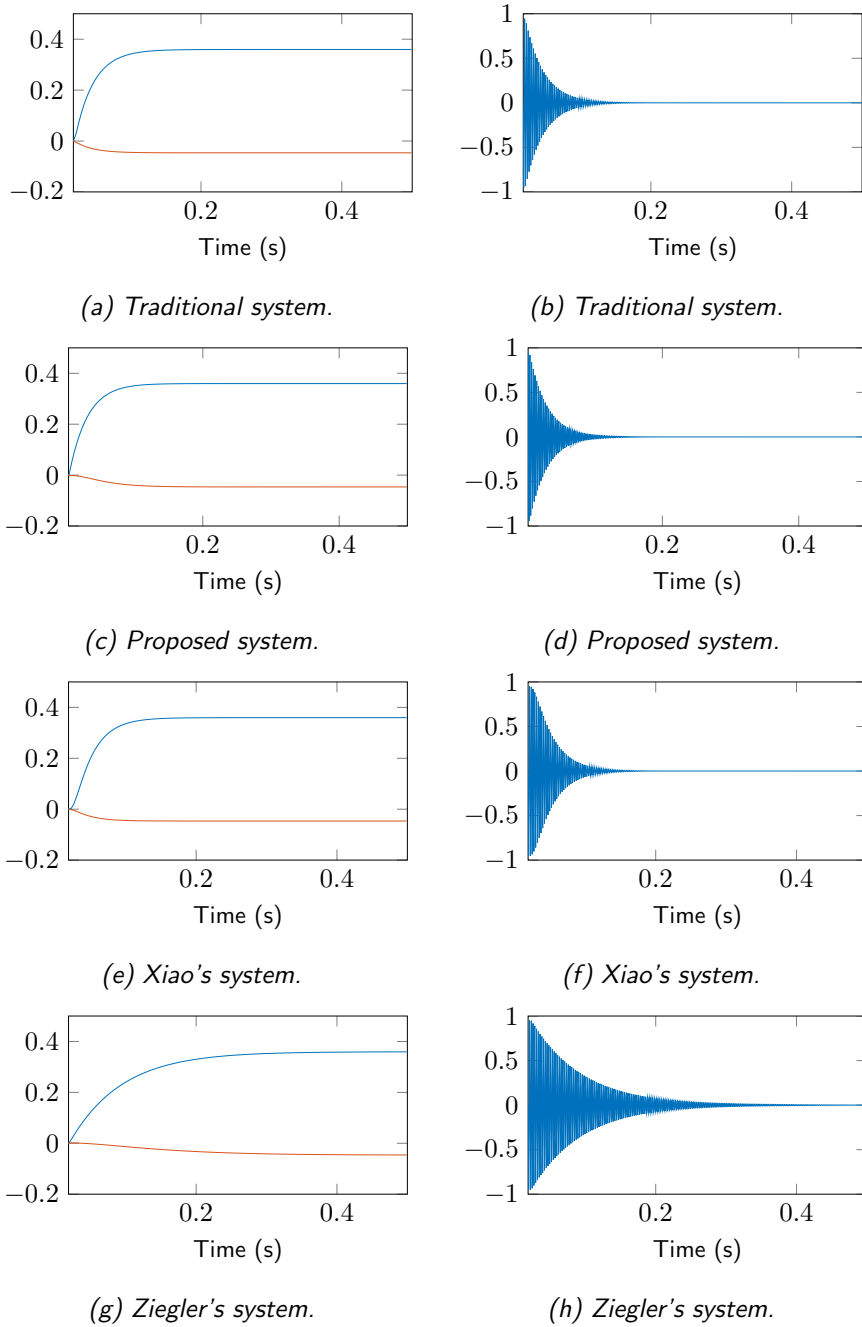 0.4
0.2
0
−0.2
0.2 0.4
Time (s)
(a) Traditional system.
1
0.5
0
−0.5
−1
0.2 0.4
Time (s)
(b) Traditional system.
0.4
0.2
0
−0.2
0.2 0.4
Time (s)
(c) Proposed system.
1
0.5
0
−0.5
−1
0.2 0.4
Time (s)
(d) Proposed system.
0.4
0.2
0
−0.2
0.2 0.4
Time (s)
(e) Xiao's system.
1
0.5
0
−0.5
−1
0.2 0.4
Time (s)
(f) Xiao's system.
0.4
0.2
0
−0.2
0.2 0.4
Time (s)
(g) Ziegler's system.
1
0.5
0
−0.5
−1
0.2 0.4
Time (s)
(h) Ziegler's system.